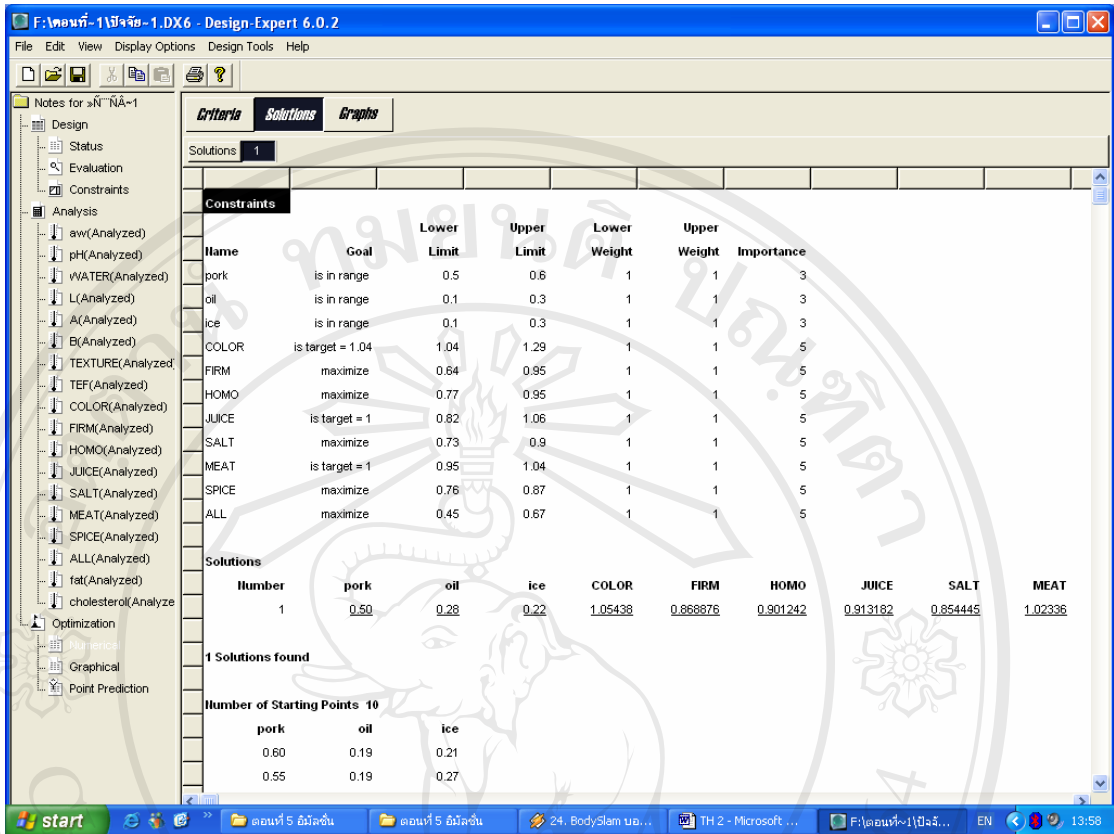 F:\ตอนที่~1\ปัจจัย~1.DX6 - Design-Expert 6.0.2
File Edit View Display Options Design Tools Help
Notes for »Ñ¨¨ÑÂ~1
Design
Status
Evaluation
Constraints
Analysis
aw(Analyzed)
pH(Analyzed)
WATER(Analyzed)
L(Analyzed)
A(Analyzed)
B(Analyzed)
TEXTURE(Analyzed)
TEF(Analyzed)
COLOR(Analyzed)
FIRM(Analyzed)
HOMO(Analyzed)
JUICE(Analyzed)
SALT(Analyzed)
MEAT(Analyzed)
SPICE(Analyzed)
ALL(Analyzed)
fat(Analyzed)
cholesterol(Analyze
Optimization
Numerical
Graphical
Point Prediction
Criteria Solutions Graphs
Solutions 1
Constraints
Lower Upper Lower Upper
Name Goal Limit Limit Weight Weight Importance
pork is in range 0.5 0.6 1 1 3
oil is in range 0.1 0.3 1 1 3
ice is in range 0.1 0.3 1 1 3
COLOR is target = 1.04 1.04 1.29 1 1 5
FIRM maximize 0.64 0.95 1 1 5
HOMO maximize 0.77 0.95 1 1 5
JUICE is target = 1 0.82 1.06 1 1 5
SALT maximize 0.73 0.9 1 1 5
MEAT is target = 1 0.95 1.04 1 1 5
SPICE maximize 0.76 0.87 1 1 5
ALL maximize 0.45 0.67 1 1 5
Solutions
Number pork oil ice COLOR FIRM HOMO JUICE SALT MEAT
1 0.50 0.28 0.22 1.05438 0.868876 0.901242 0.913182 0.854445 1.02336
1 Solutions found
Number of Starting Points 10
pork oil ice
0.60 0.19 0.21
0.55 0.19 0.27
start
ตอนที่ 5 อิมัลชั่น
ตอนที่ 5 อิมัลชั่น
24. BodySlam บอ...
TH 2 - Microsoft ...
F:\ตอนที่~1\ปัจจั...
EN
13:58